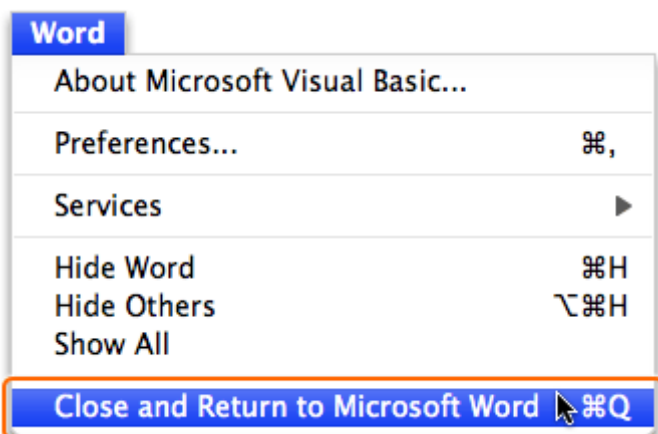 Word
About Microsoft Visual Basic...
Preferences... ⌘,
Services ▶
Hide Word ⌘H
Hide Others ⌥⌘H
Show All
Close and Return to Microsoft Word ⌘Q